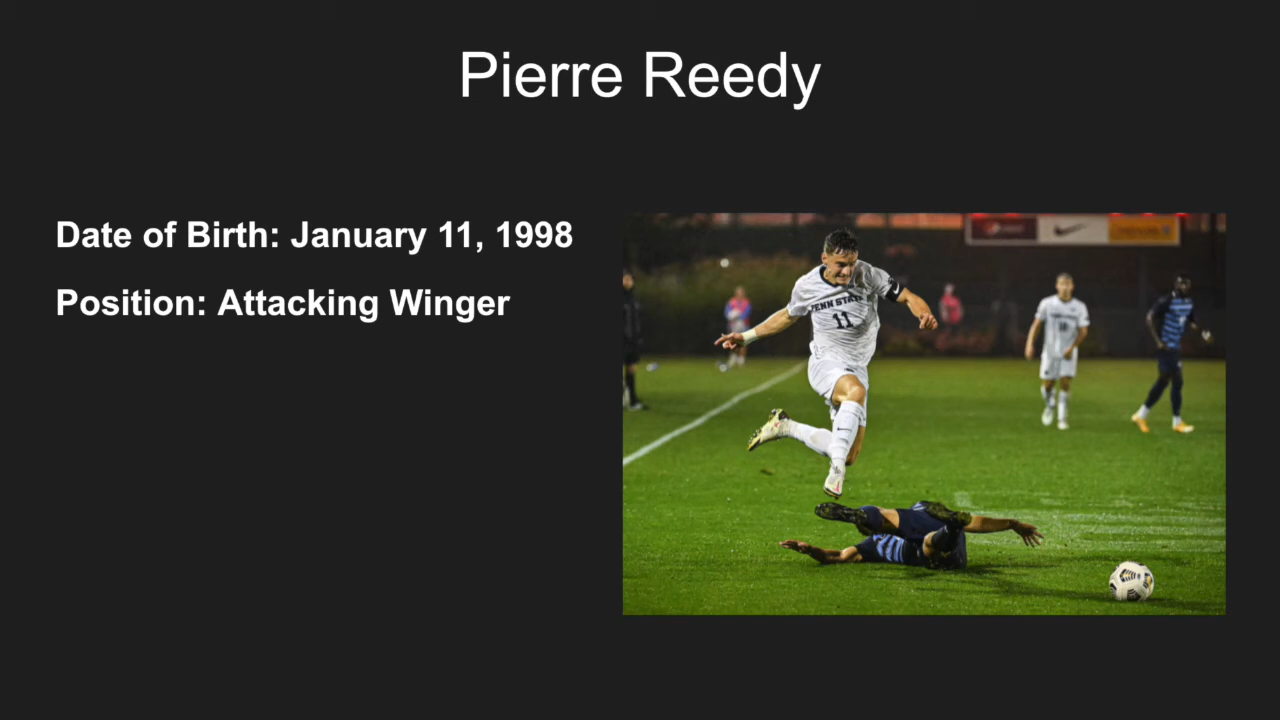 Pierre Reedy
Date of Birth: January 11, 1998
Position: Attacking Winger
PENN STATE
11